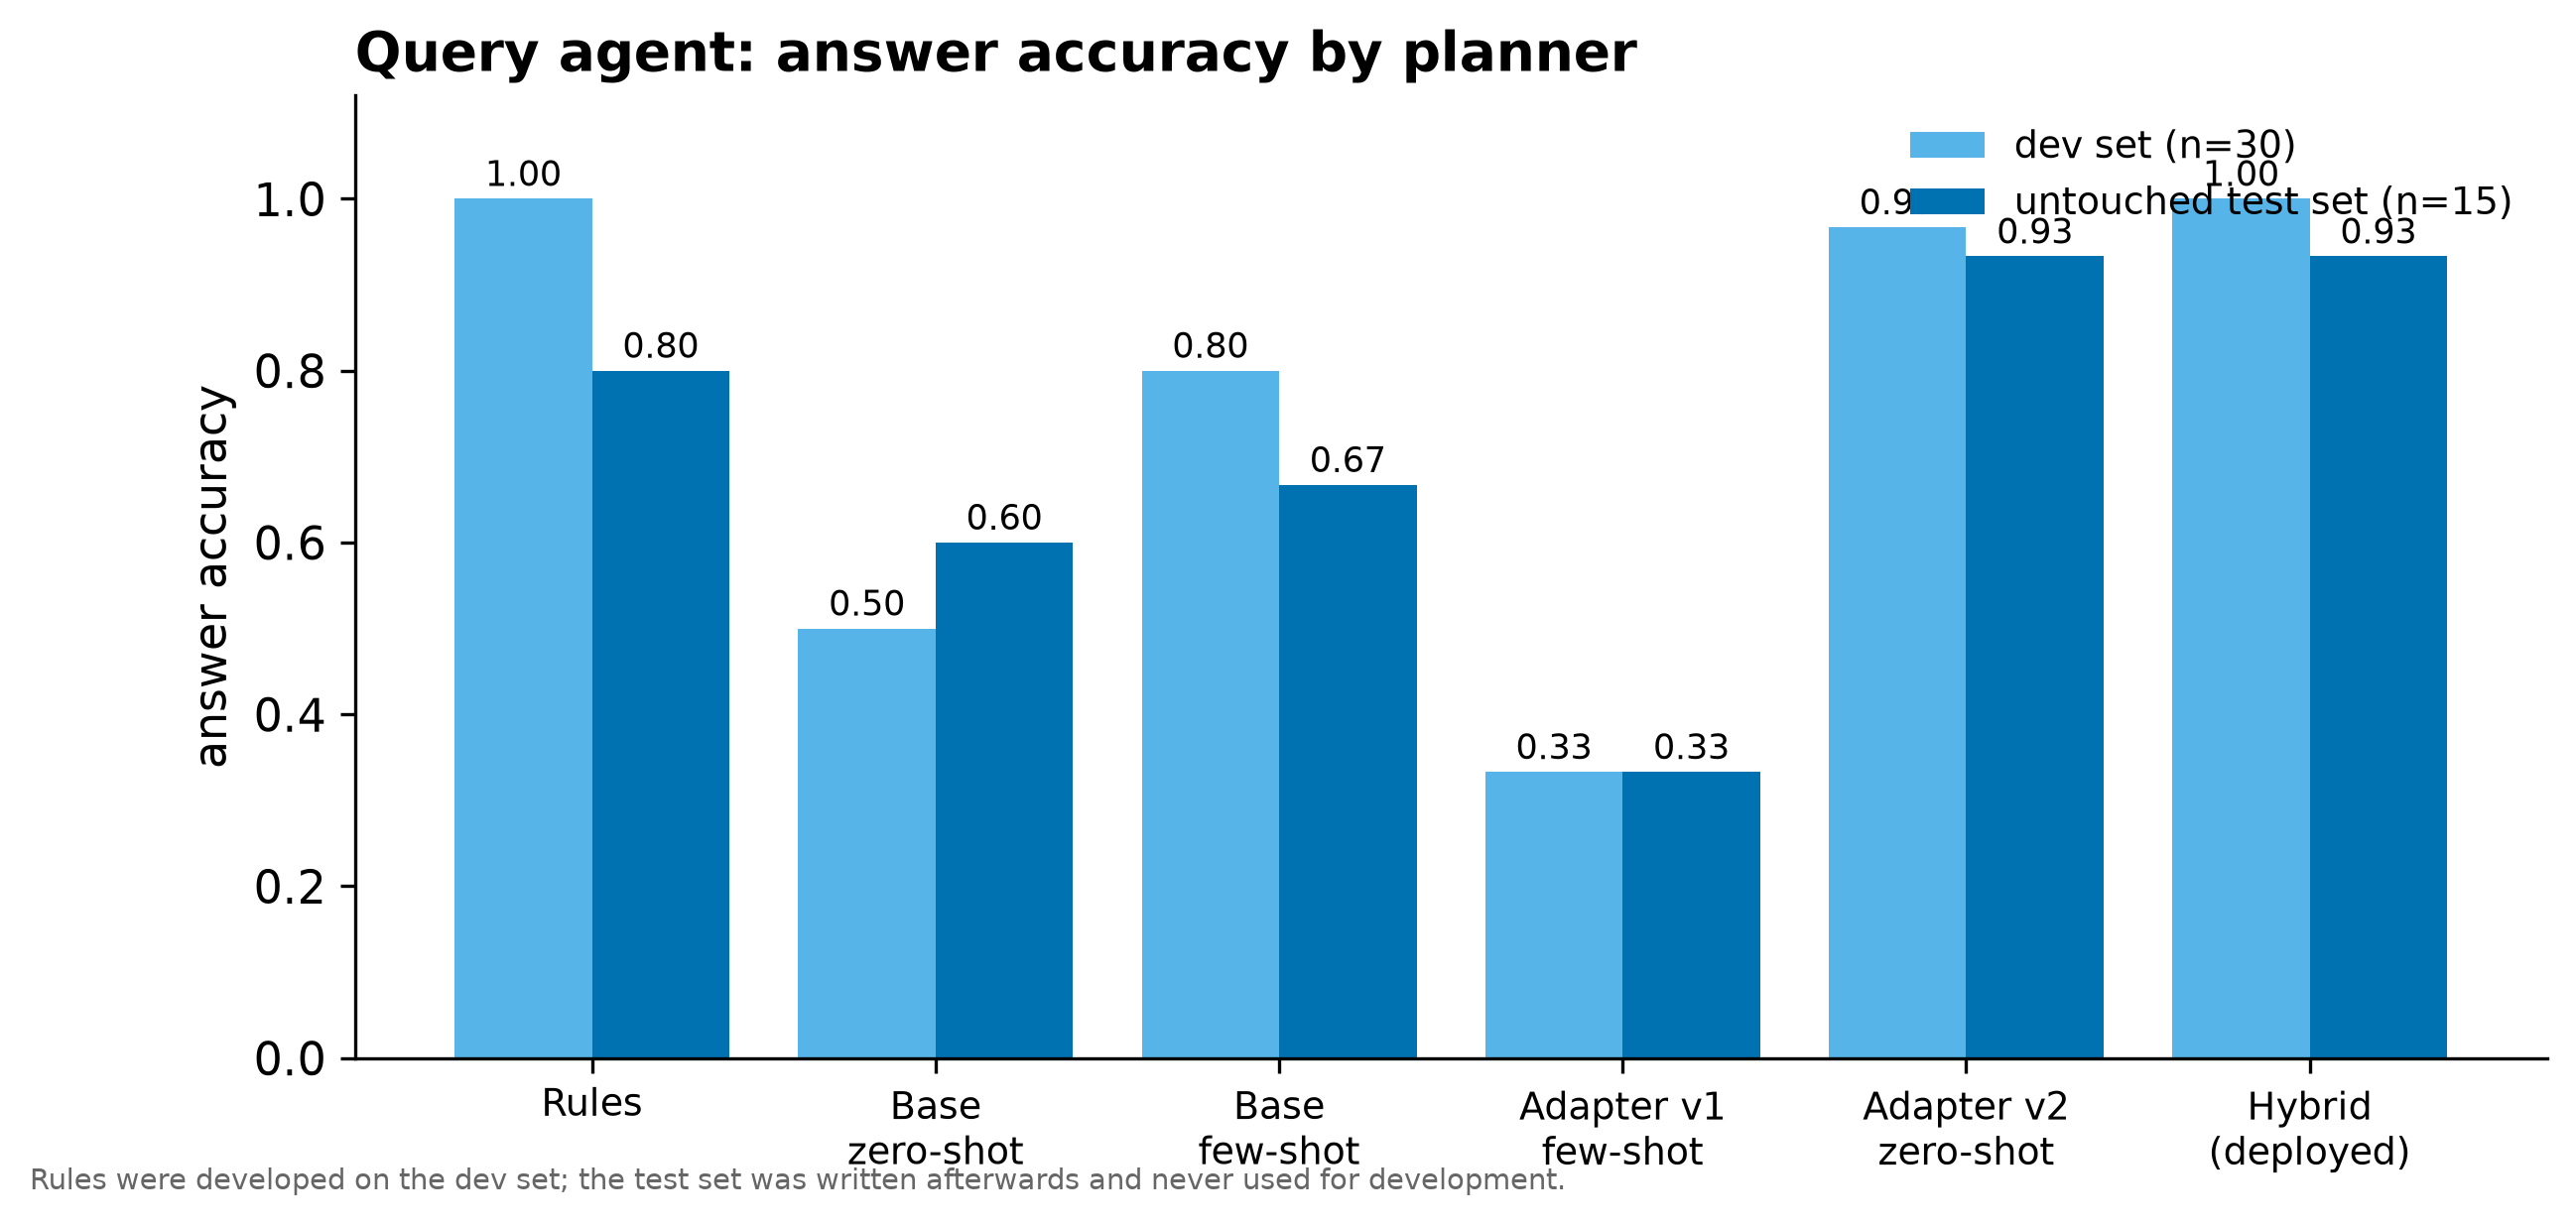 Query agent: answer accuracy by planner
dev set (n=30)
untouched test set (n=15)
answer accuracy
1.0
0.8
0.6
0.4
0.2
0.0
1.00
0.80
0.50
0.60
0.80
0.67
0.33
0.33
0.93
1.00
0.93
Rules
Base
zero-shot
Base
few-shot
Adapter v1
few-shot
Adapter v2
zero-shot
Hybrid
(deployed)
Rules were developed on the dev set; the test set was written afterwards and never used for development.